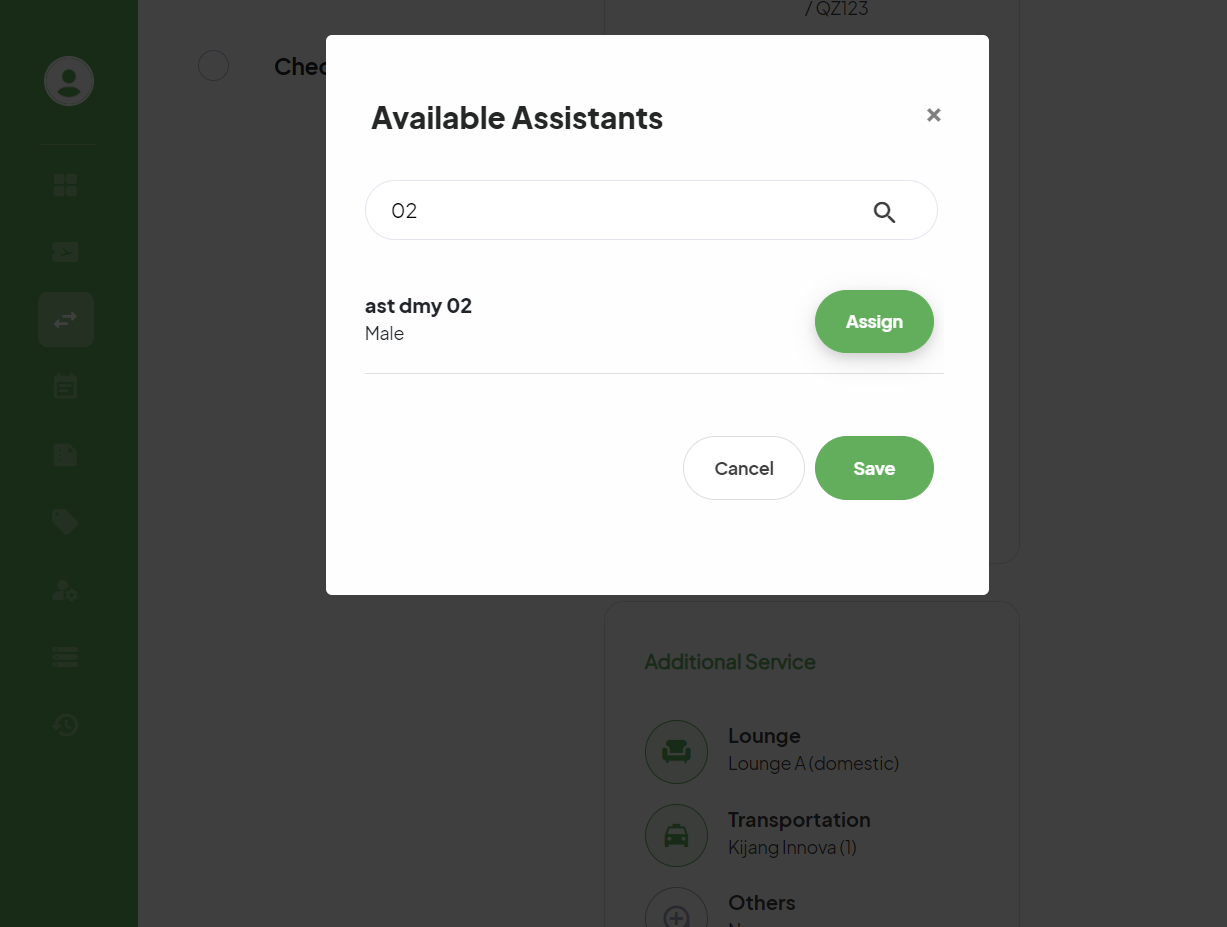 / QZ123
Chec
Available Assistants
×
02
ast dmy 02
Male
Assign
Cancel
Save
Additional Service
Lounge
Lounge A (domestic)
Transportation
Kijang Innova (1)
Others